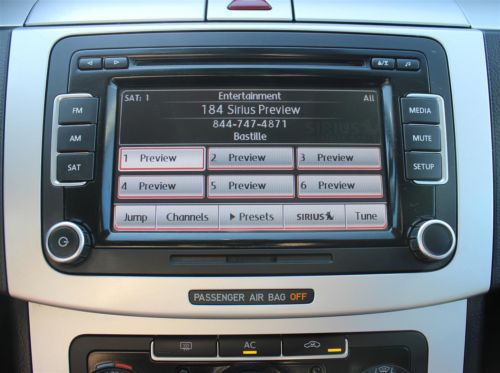 Entertainment
SAT: 1
All
184 Sirius Preview
844-747-4871
Bastille
SIRIUS
FM
AM
SAT
MEDIA
MUTE
SETUP
1 Preview
2 Preview
3 Preview
4 Preview
5 Preview
6 Preview
Jump
Channels
Presets
SIRIUS
Tune
PASSENGER AIR BAG OFF
AC